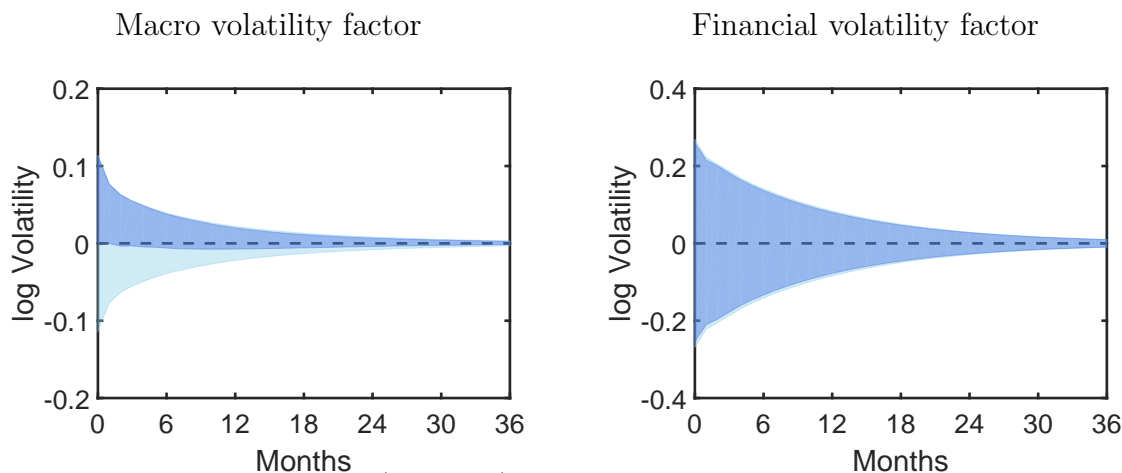 Macro volatility factor
0.2
0.1
0
-0.1
-0.2
log Volatility
0 6 12 18 24 30 36
Months
Financial volatility factor
0.4
0.2
0
-0.2
-0.4
log Volatility
0 6 12 18 24 30 36
Months